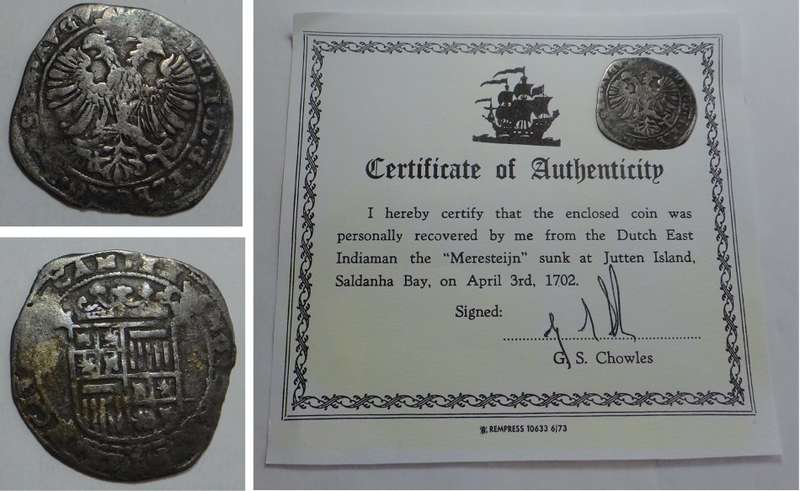 Certificate of Authenticity
I hereby certify that the enclosed coin was
personally recovered by me from the Dutch East
Indiaman the "Meresteijn" sunk at Jutten Island,
Saldanha Bay, on April 3rd, 1702.
Signed:
G. S. Chowles
REMPRESS 10633 6/73